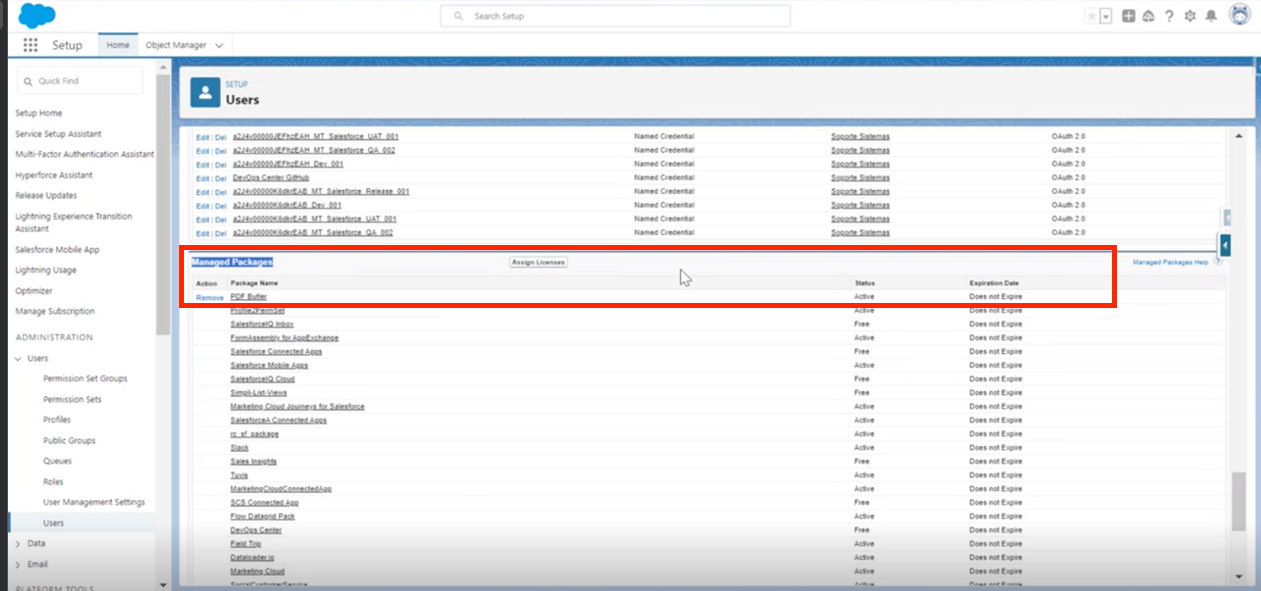 Search Setup
Setup
Home
Object Manager
Quick Find
Setup Home
Service Setup Assistant
Multi-Factor Authentication Assistant
Hyperforce Assistant
Release Updates
Lightning Experience Transition
Assistant
Salesforce Mobile App
Lightning Usage
Optimizer
Manage Subscription
ADMINISTRATION
Users
Permission Set Groups
Permission Sets
Profiles
Public Groups
Queues
Roles
User Management Settings
Users
Data
Email
PLATFORM TOOLS
SETUP
Users
Edit | Del a2J4v00000JEFhzEAH_MT_Salesforce_UAT_001 Named Credential Soporte Sistemas OAuth 2.0
Edit | Del a2J4v00000JEFhzEAH_MT_Salesforce_QA_002 Named Credential Soporte Sistemas OAuth 2.0
Edit | Del a2J4v00000JEFhzEAH_Dev_001 Named Credential Soporte Sistemas OAuth 2.0
Edit | Del DevOps Center GitHub Named Credential Soporte Sistemas OAuth 2.0
Edit | Del a2J4v00000K6dkrEAB_MT_Salesforce_Release_001 Named Credential Soporte Sistemas OAuth 2.0
Edit | Del a2J4v00000K6dkrEAB_Dev_001 Named Credential Soporte Sistemas OAuth 2.0
Edit | Del a2J4v00000K6dkrEAB_MT_Salesforce_UAT_001 Named Credential Soporte Sistemas OAuth 2.0
Edit | Del a2J4v00000K6dkrEAB_MT_Salesforce_QA_002 Named Credential Soporte Sistemas OAuth 2.0
Managed Packages Assign Licenses Managed Packages Help ?
Action Package Name Status Expiration Date
Remove PDF Butler Active Does not Expire
Profile2PermSet Active Does not Expire
SalesforceIQ Inbox Free Does not Expire
FormAssembly for AppExchange Active Does not Expire
Salesforce Connected Apps Free Does not Expire
Salesforce Mobile Apps Active Does not Expire
SalesforceIQ Cloud Free Does not Expire
Simpli-List-Views Free Does not Expire
Marketing Cloud Journeys for Salesforce Active Does not Expire
SalesforceA Connected Apps Active Does not Expire
rc_sf_package Active Does not Expire
Slack Active Does not Expire
Sales Insights Free Does not Expire
Tuvis Active Does not Expire
MarketingCloudConnectedApp Active Does not Expire
SCS Connected App Free Does not Expire
Flow Datagrid Pack Active Does not Expire
DevOps Center Free Does not Expire
Field Trip Active Does not Expire
Dataloader.io Active Does not Expire
Marketing Cloud Active Does not Expire
SocialCustomerService Active Does not Expire